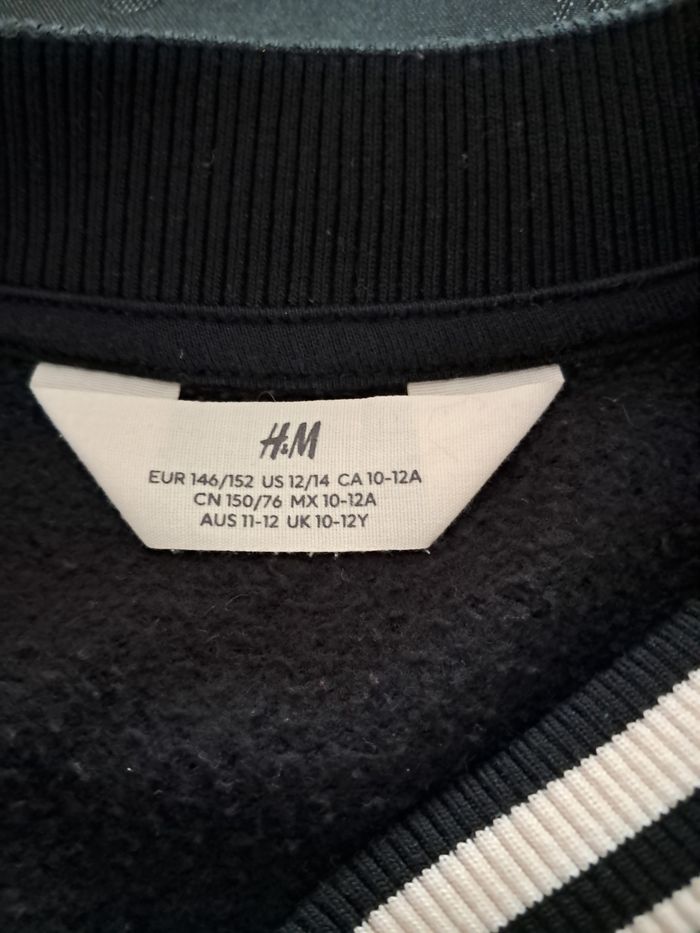 H&M
EUR 146/152 US 12/14 CA 10-12A
CN 150/76 MX 10-12A
AUS 11-12 UK 10-12Y